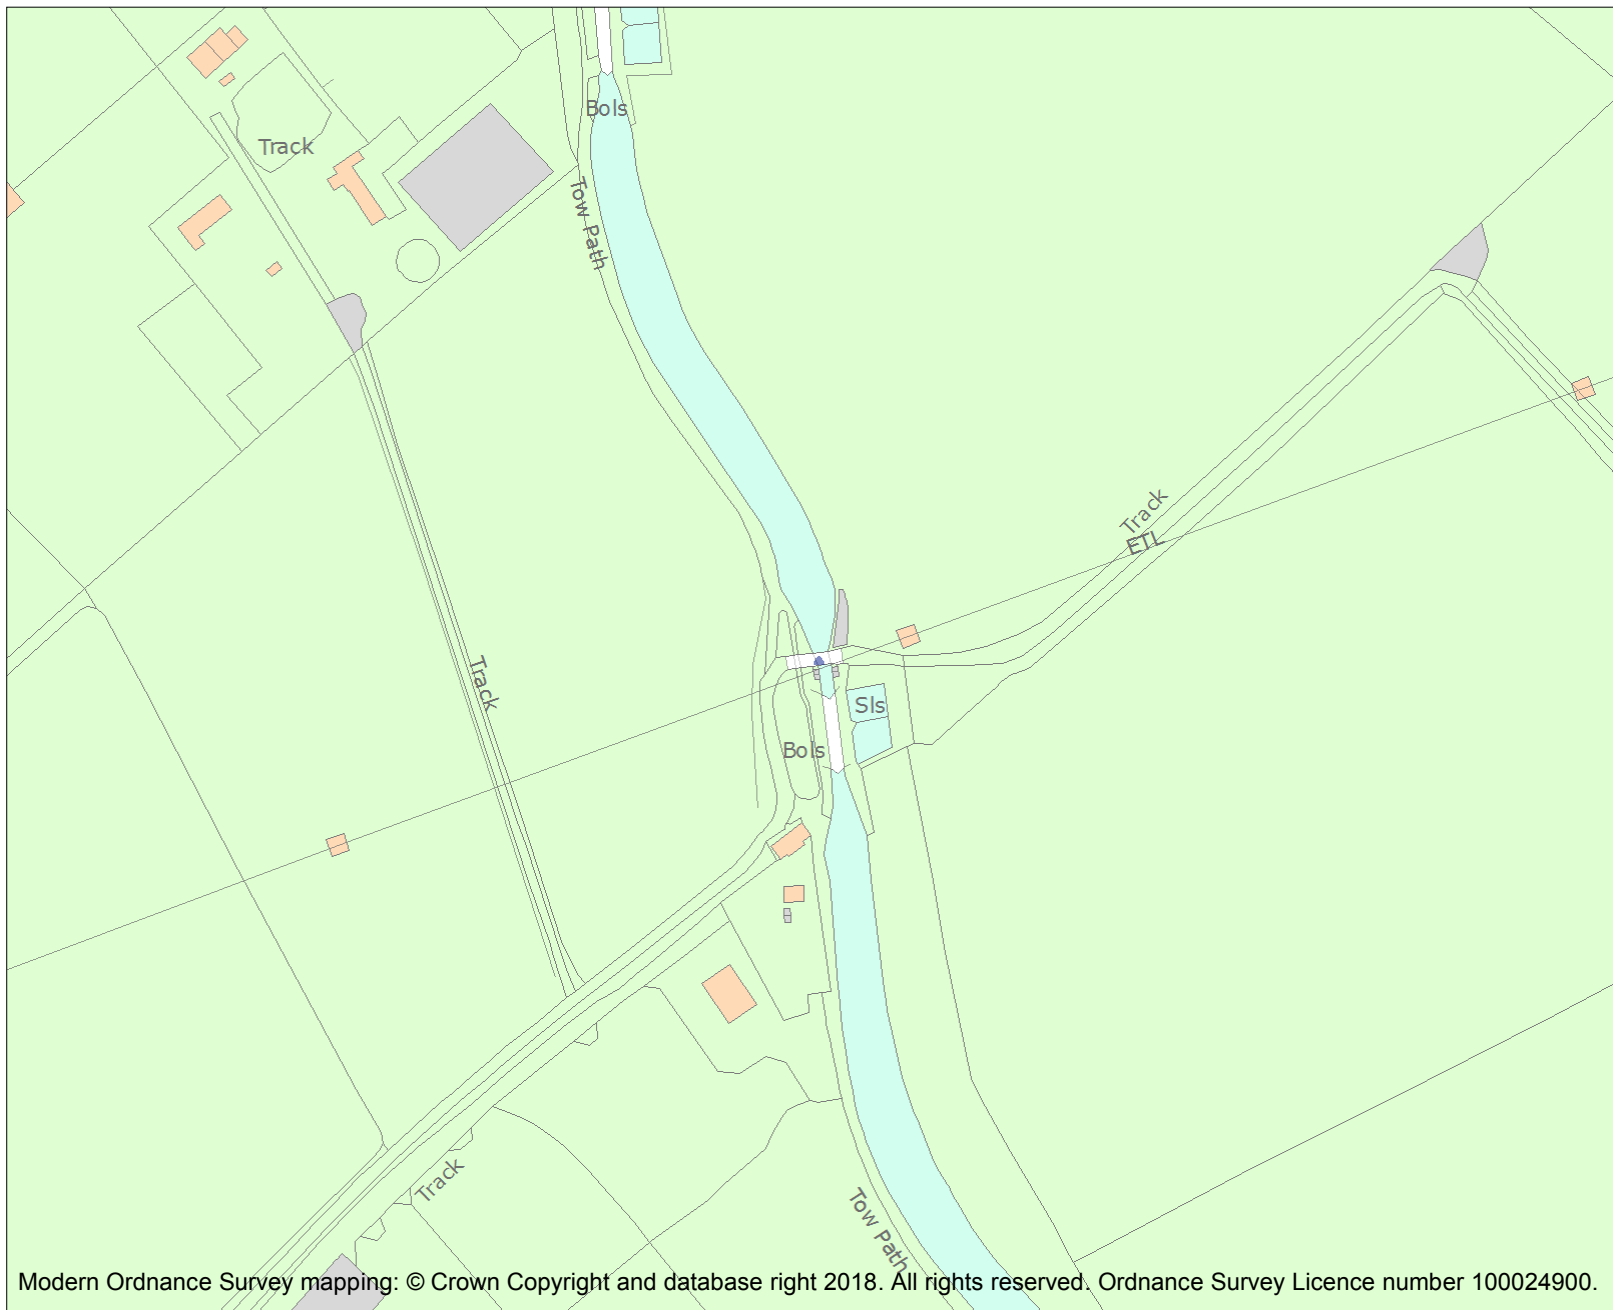 Bols
Track
Tow Path
Track
ETL
Track
Sls
Bols
Track
Tow Path
Modern Ordnance Survey mapping: © Crown Copyright and database right 2018. All rights reserved. Ordnance Survey Licence number 100024900.